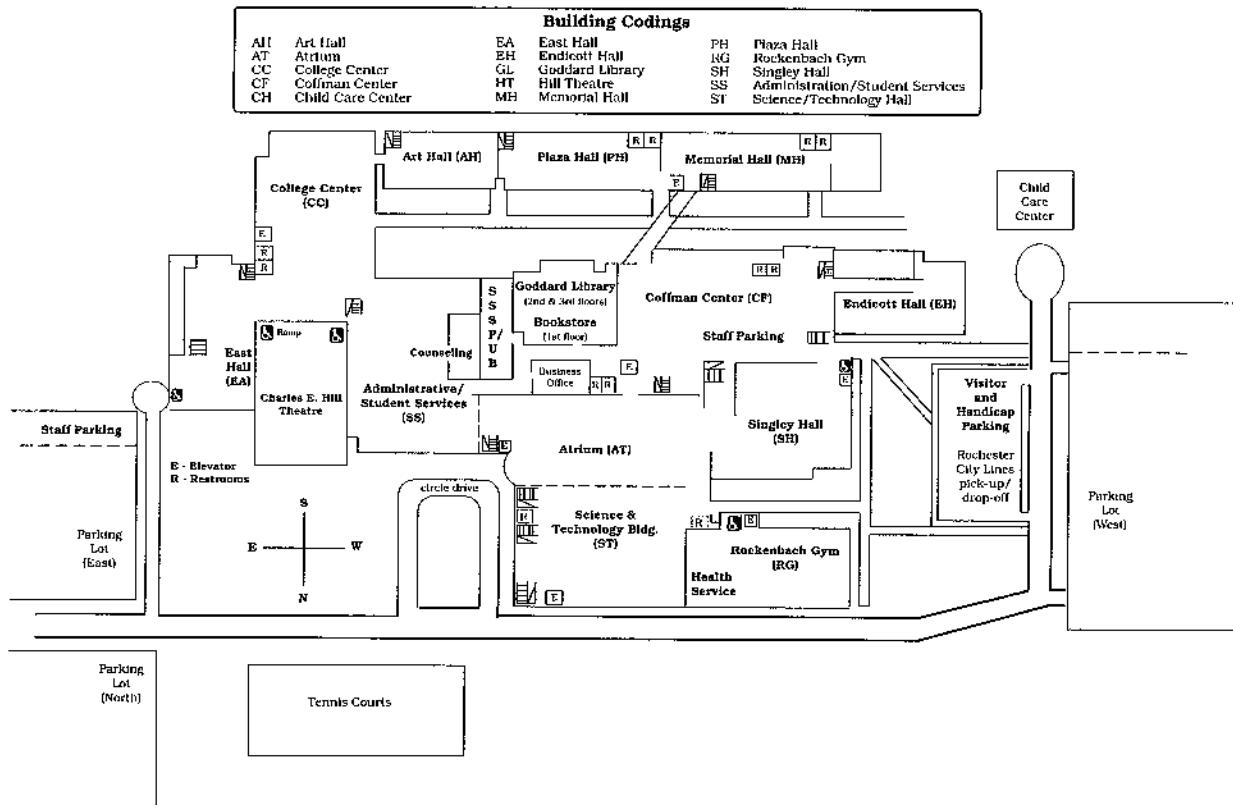 Building Codings
AH Art Hall
AT Atrium
CC College Center
CF Coffman Center
CH Child Care Center
EA East Hall
EH Endicott Hall
GL Goddard Library
HT Hill Theatre
MH Memorial Hall
PH Plaza Hall
RG Rockenbach Gym
SH Singley Hall
SS Administration/Student Services
ST Science/Technology Hall
R R
R R
Art Hall (AH)
Plaza Hall (PH)
Memorial Hall (MH)
E
College Center
(CC)
Child
Care
Center
E
R
R
S
S
S
P/
U
B
Goddard Library
(2nd & 3rd floors)
Bookstore
(1st floor)
R R
Coffman Center (CF)
Endicott Hall (EH)
Staff Parking
Ramp
East
Hall
(EA)
Counseling
Business
Office
E
R R
E
Charles E. Hill
Theatre
Administrative/
Student Services
(SS)
Visitor
and
Handicap
Parking
Rochester
City Lines
pick-up/
drop-off
Singley Hall
(SH)
Staff Parking
E
Atrium (AT)
E - Elevator
R - Restrooms
circle drive
Parking
Lot
(West)
S
E W
N
Parking
Lot
(East)
R
Science &
Technology Bldg.
(ST)
R
E
Rockenbach Gym
(RG)
Health
Service
E
Parking
Lot
(North)
Tennis Courts